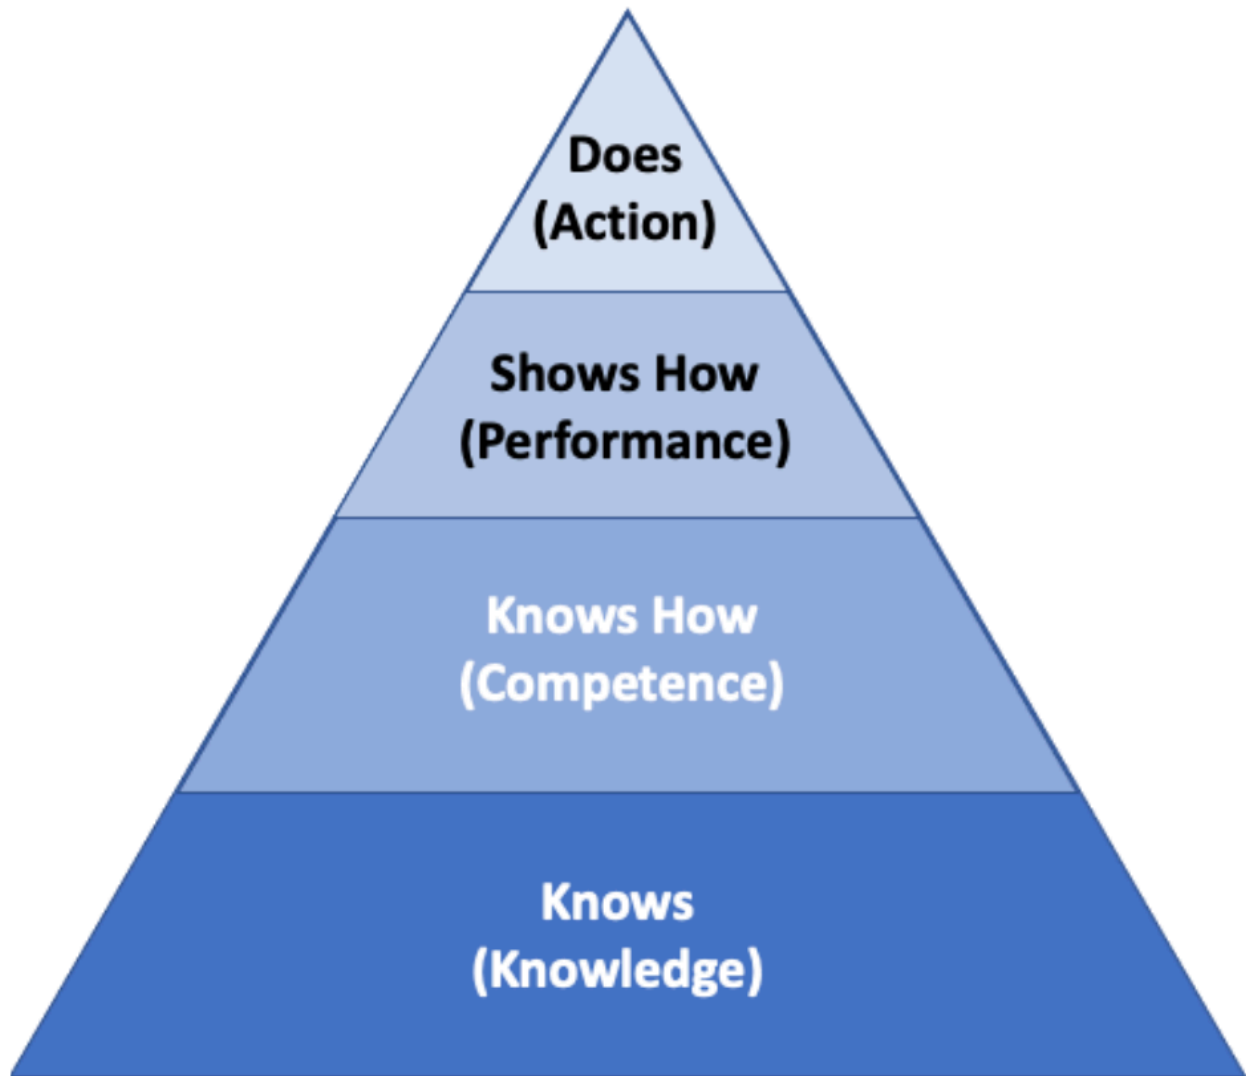 Does
(Action)
Shows How
(Performance)
Knows How
(Competence)
Knows
(Knowledge)